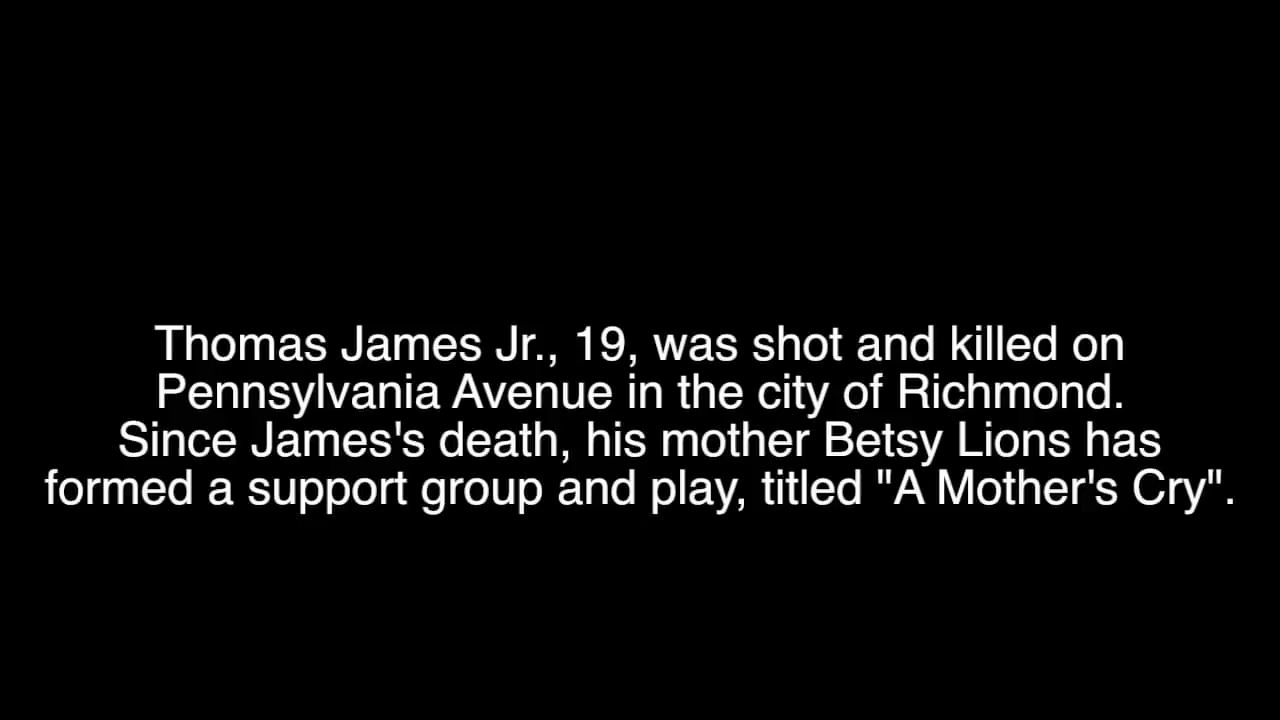 Thomas James Jr., 19, was shot and killed on
Pennsylvania Avenue in the city of Richmond.
Since James's death, his mother Betsy Lions has
formed a support group and play, titled "A Mother's Cry".